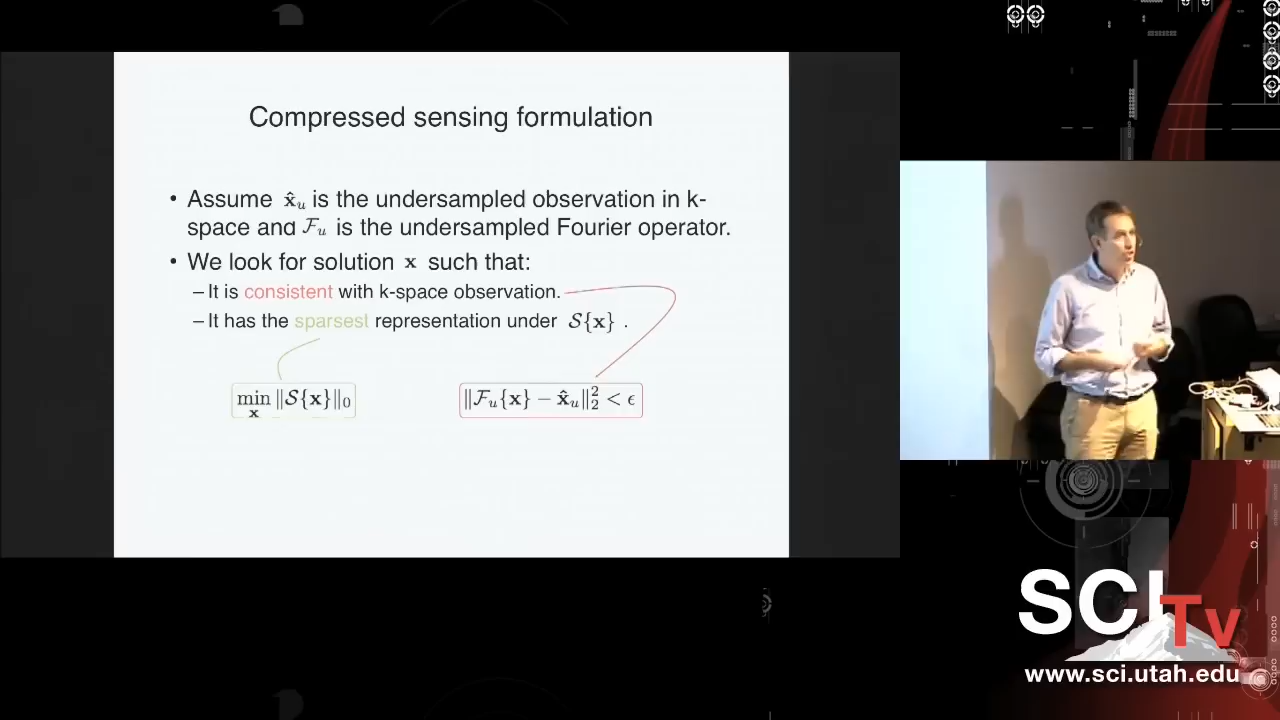 Compressed sensing formulation
• Assume x̂ᵤ is the undersampled observation in k-
space and ℱᵤ is the undersampled Fourier operator.
• We look for solution x such that:
– It is consistent with k-space observation.
– It has the sparsest representation under 𝒮{x} .
min ‖𝒮{x}‖₀
x
‖ℱᵤ{x} − x̂ᵤ‖₂² < ϵ
SCI
Tv
www.sci.utah.edu